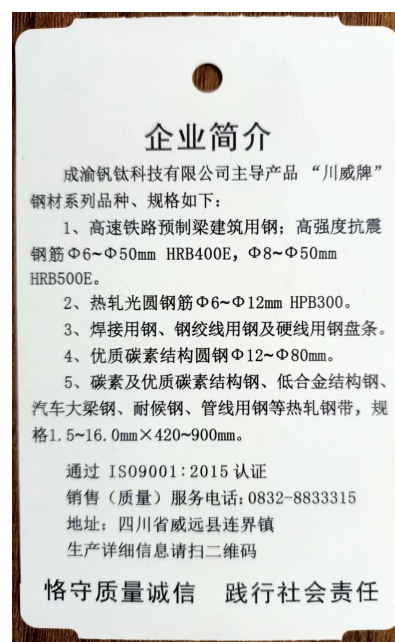 企业简介
成渝钒钛科技有限公司主导产品“川威牌”
钢材系列品种、规格如下：
1、高速铁路预制梁建筑用钢；高强度抗震
钢筋Φ6~Φ50mm HRB400E，Φ8~Φ50mm
HRB500E。
2、热轧光圆钢筋Φ6~Φ12mm HPB300。
3、焊接用钢、钢绞线用钢及硬线用钢盘条。
4、优质碳素结构圆钢Φ12~Φ80mm。
5、碳素及优质碳素结构钢、低合金结构钢、
汽车大梁钢、耐候钢、管线用钢等热轧钢带，规
格1.5~16.0mm×420~900mm。
通过 ISO9001:2015 认证
销售（质量）服务电话：0832-8833315
地址：四川省威远县连界镇
生产详细信息请扫二维码
恪守质量诚信 践行社会责任